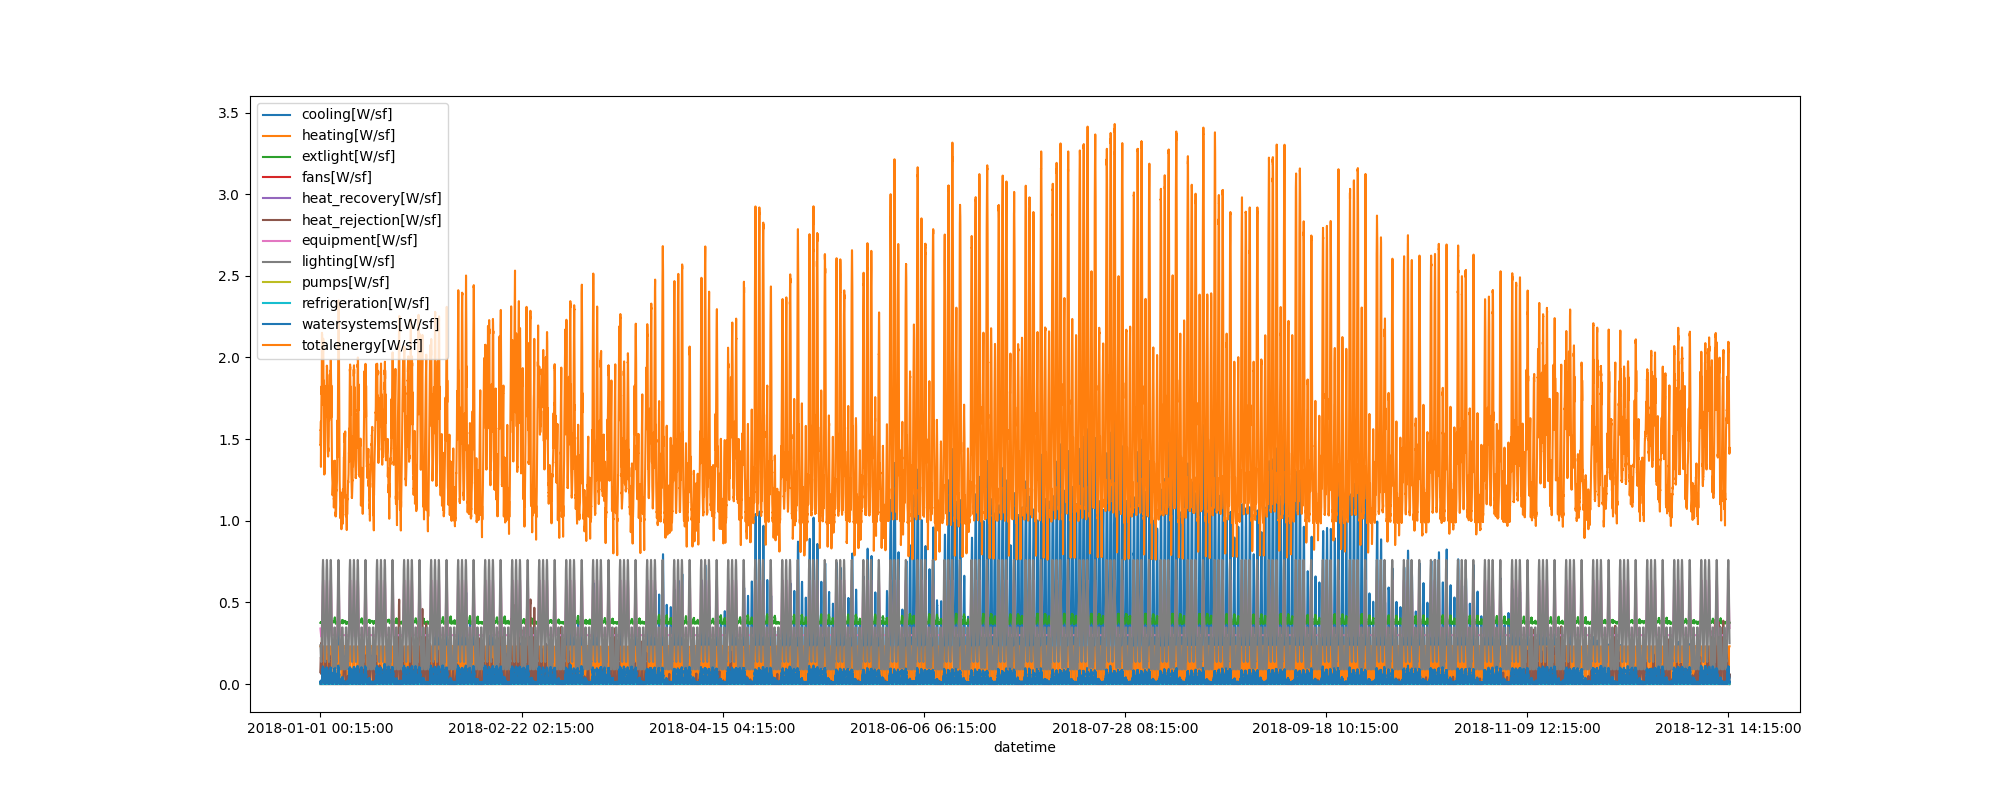 3.5
3.0
2.5
2.0
1.5
1.0
0.5
0.0
cooling[W/sf]
heating[W/sf]
extlight[W/sf]
fans[W/sf]
heat_recovery[W/sf]
heat_rejection[W/sf]
equipment[W/sf]
lighting[W/sf]
pumps[W/sf]
refrigeration[W/sf]
watersystems[W/sf]
totalenergy[W/sf]
2018-01-01 00:15:00 2018-02-22 02:15:00 2018-04-15 04:15:00 2018-06-06 06:15:00 2018-07-28 08:15:00 2018-09-18 10:15:00 2018-11-09 12:15:00 2018-12-31 14:15:00
datetime